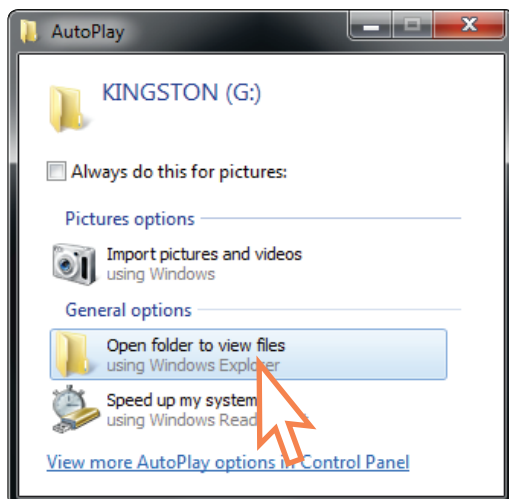 AutoPlay
KINGSTON (G:)
Always do this for pictures:
Pictures options
Import pictures and videos
using Windows
General options
Open folder to view files
using Windows Explorer
Speed up my system
using Windows
View more AutoPlay options in Control Panel